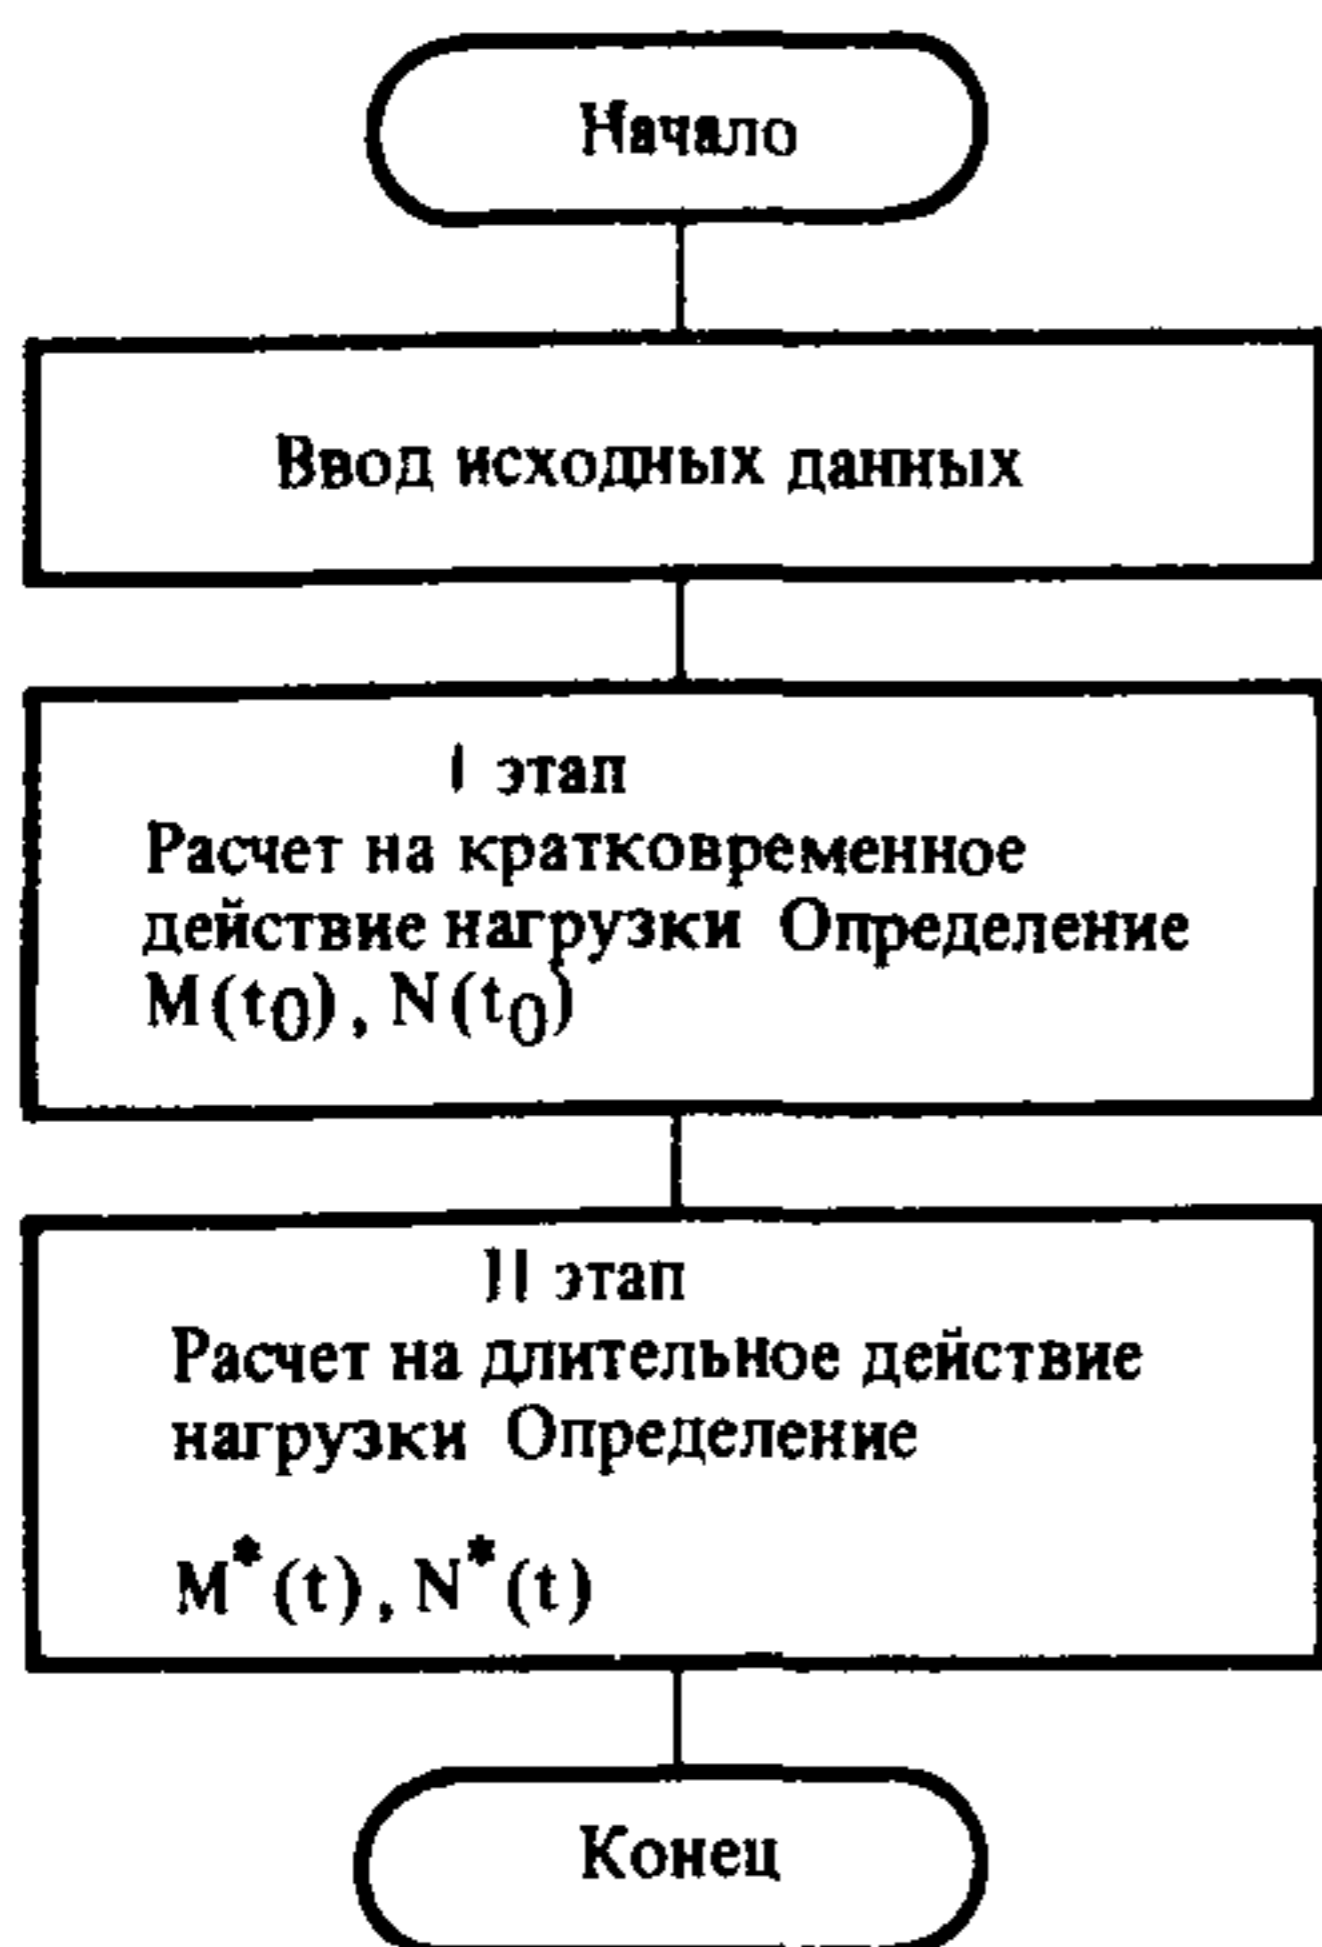 Начало
Ввод исходных данных
I этап
Расчет на кратковременное
действие нагрузки Определение
M(t₀), N(t₀)
II этап
Расчет на длительное действие
нагрузки Определение
M*(t), N*(t)
Конец